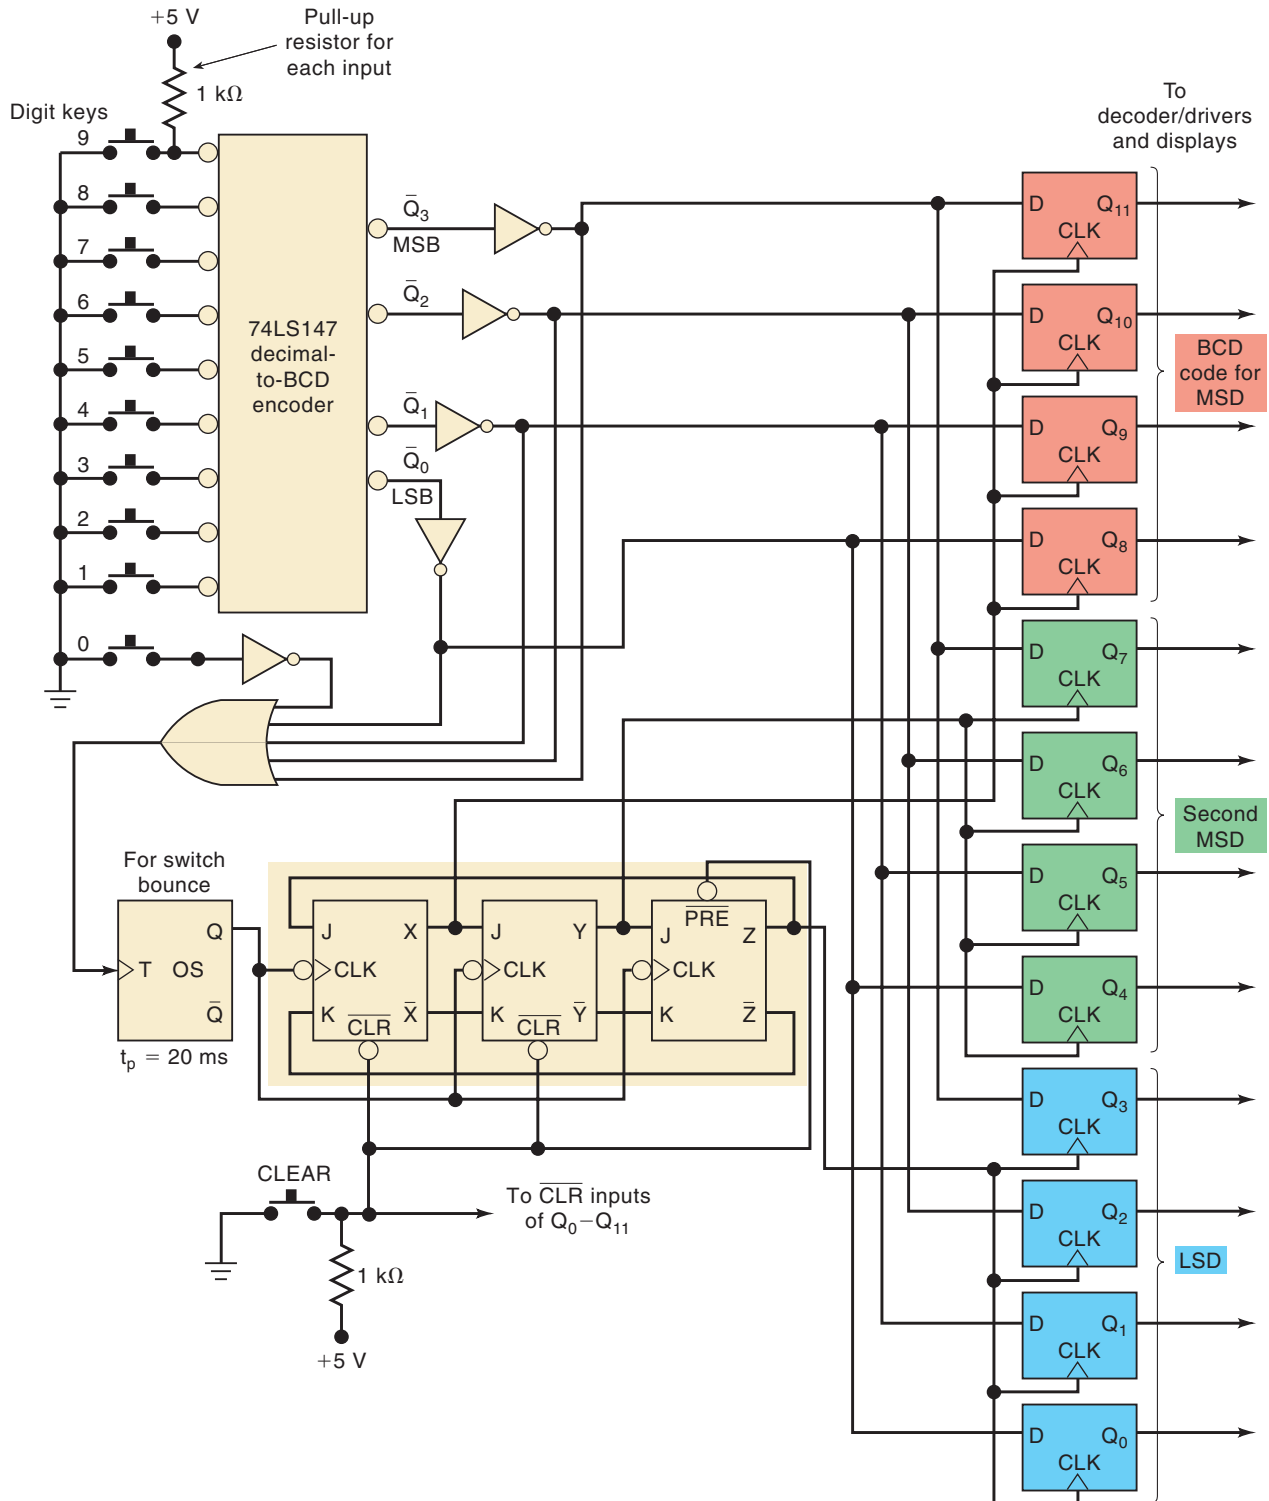 +5 V
Pull-up
resistor for
each input
1 kΩ
Digit keys
9
8
7
6
5
4
3
2
1
0
74LS147
decimal-
to-BCD
encoder
Q̅3
MSB
Q̅2
Q̅1
Q̅0
LSB
To
decoder/drivers
and displays
D Q11
CLK
D Q10
CLK
D Q9
CLK
D Q8
CLK
BCD
code for
MSD
D Q7
CLK
D Q6
CLK
D Q5
CLK
D Q4
CLK
Second
MSD
D Q3
CLK
D Q2
CLK
D Q1
CLK
D Q0
CLK
LSD
For switch
bounce
Q
T OS
Q̅
tp = 20 ms
J X
CLK
K C̅L̅R̅ X̅
J Y
CLK
K C̅L̅R̅ Y̅
P̅R̅E̅
J Z
CLK
K Z̅
CLEAR
To C̅L̅R̅ inputs
of Q0–Q11
1 kΩ
+5 V